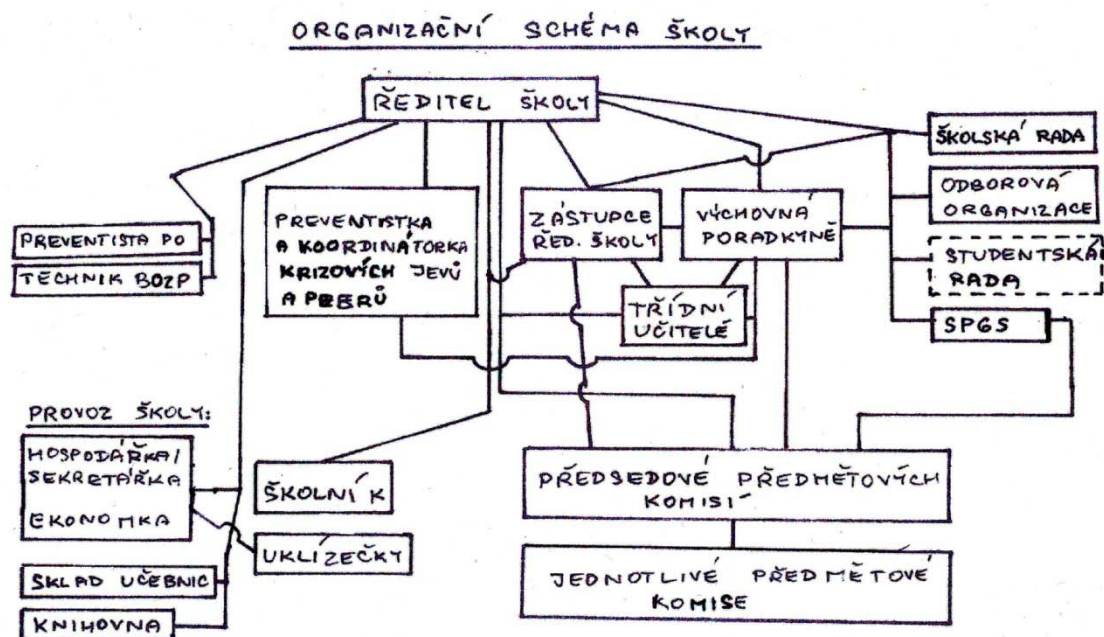 ORGANIZAČNÍ SCHÉMA ŠKOLY
ŘEDITEL ŠKOLY
ŠKOLSKÁ RADA
ODBOROVÁ
ORGANIZACE
STUDENTSKÁ
RADA
SPGS
PREVENTISTA PO
TECHNIK BOZP
PREVENTISTKA
A KOORDINÁTORKA
KRIZOVÝCH JEVŮ
A PEERŮ
ZÁSTUPCE
ŘED. ŠKOLY
VÝCHOVNÁ
PORADKYNĚ
TŘÍDNÍ
UČITELÉ
PROVOZ ŠKOLY:
HOSPODÁŘKA/
SEKRETÁŘKA
EKONOMKA
ŠKOLNÍK
UKLÍZEČKY
SKLAD UČEBNIC
KNIHOVNA
PŘEDSEDOVÉ PŘEDMĚTOVÝCH
KOMISÍ
JEDNOTLIVÉ PŘEDMĚTOVÉ
KOMISE